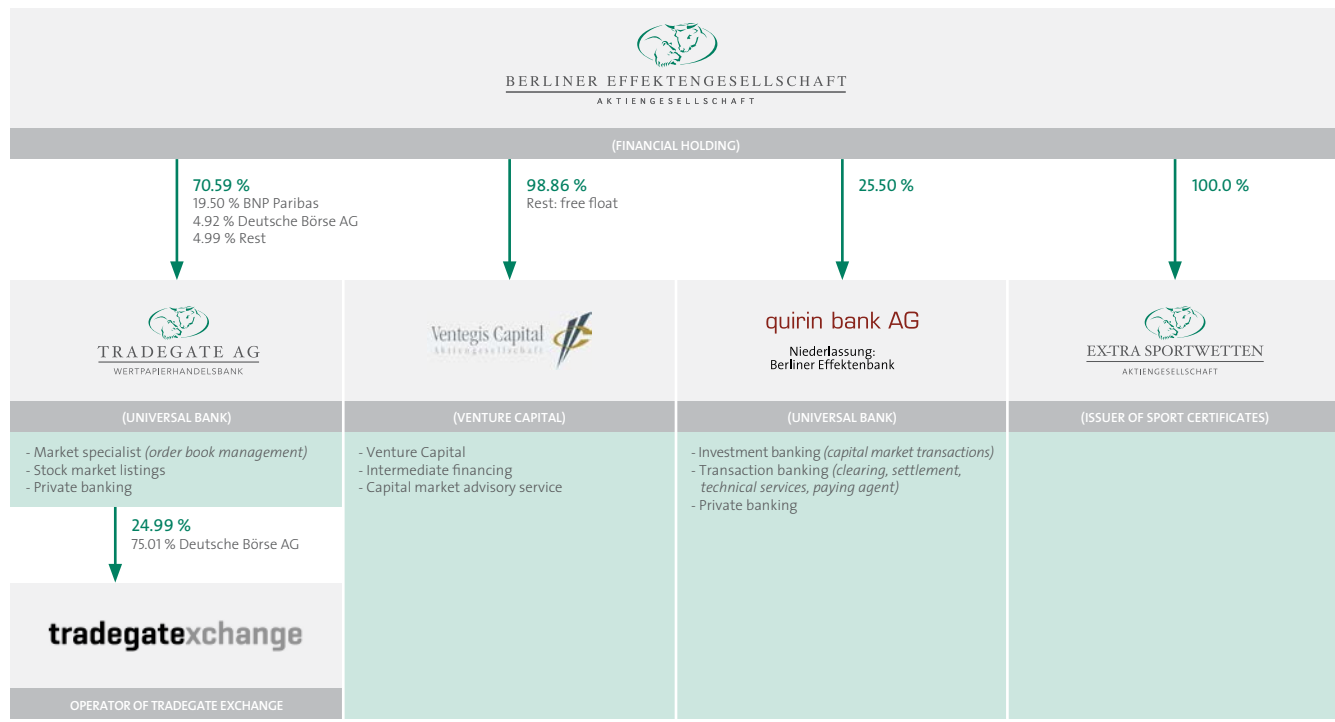 BERLINER EFFEKTENGESELLSCHAFT
AKTIENGESELLSCHAFT
(FINANCIAL HOLDING)
70.59 %
19.50 % BNP Paribas
4.92 % Deutsche Börse AG
4.99 % Rest
98.86 %
Rest: free float
25.50 %
100.0 %
TRADEGATE AG
WERTPAPIERHANDELSBANK
(UNIVERSAL BANK)
- Market specialist (order book management)
- Stock market listings
- Private banking
24.99 %
75.01 % Deutsche Börse AG
tradegatexchange
OPERATOR OF TRADEGATE EXCHANGE
Ventegis Capital
Aktiengesellschaft
(VENTURE CAPITAL)
- Venture Capital
- Intermediate financing
- Capital market advisory service
quirin bank AG
Niederlassung:
Berliner Effektenbank
(UNIVERSAL BANK)
- Investment banking (capital market transactions)
- Transaction banking (clearing, settlement,
technical services, paying agent)
- Private banking
EX-TRA SPORTWETTEN
AKTIENGESELLSCHAFT
(ISSUER OF SPORT CERTIFICATES)